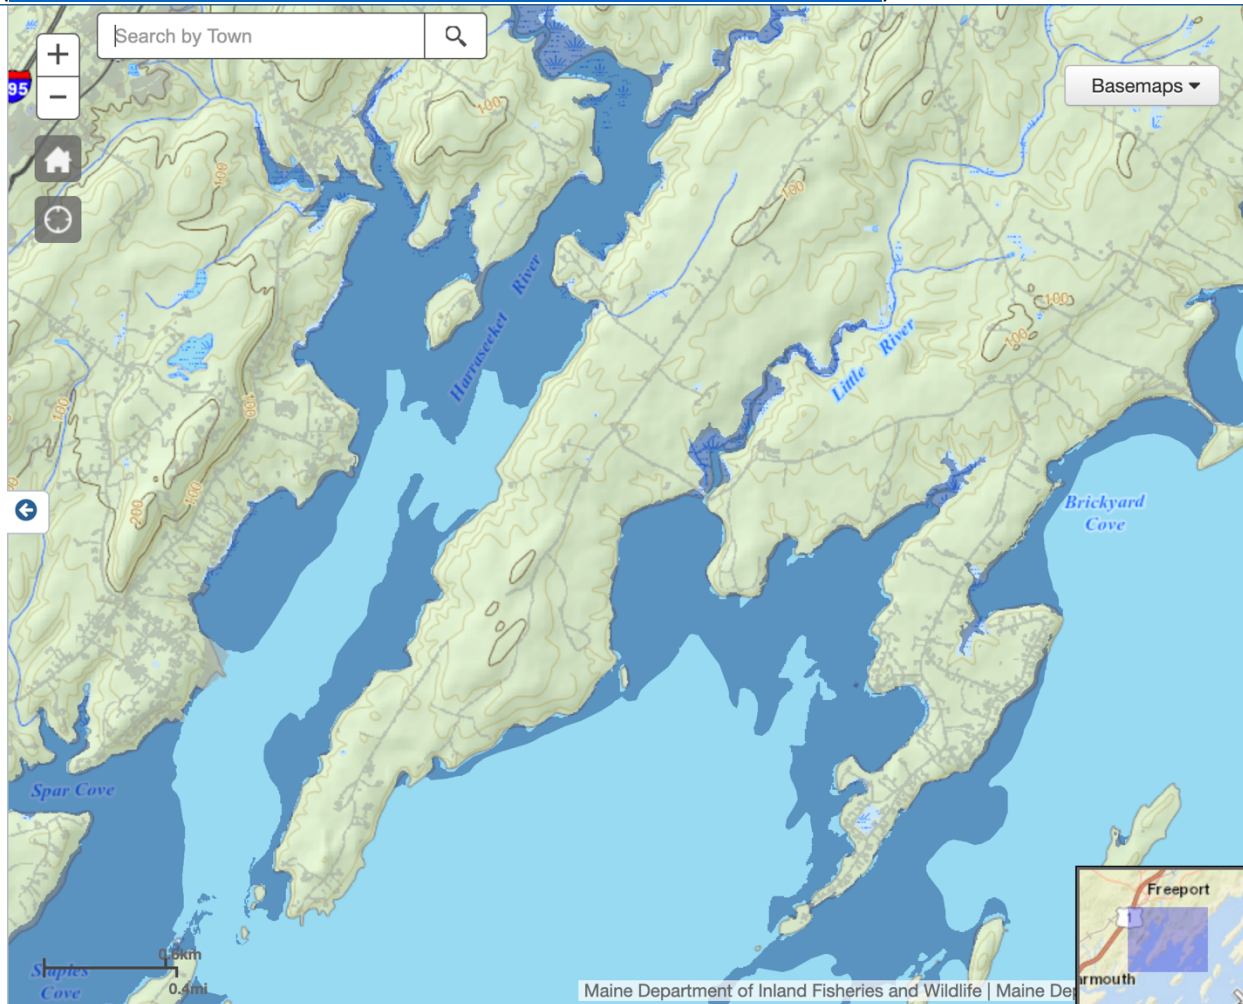 Search by Town
95
Basemaps
100
100
100
River
Harraseeket
100
100
River
Little
100
100
100
200
Brickyard
Cove
Spar Cove
Freeport
1
0.6km
Staples
Cove
0.4mi
Maine Department of Inland Fisheries and Wildlife | Maine De
armouth